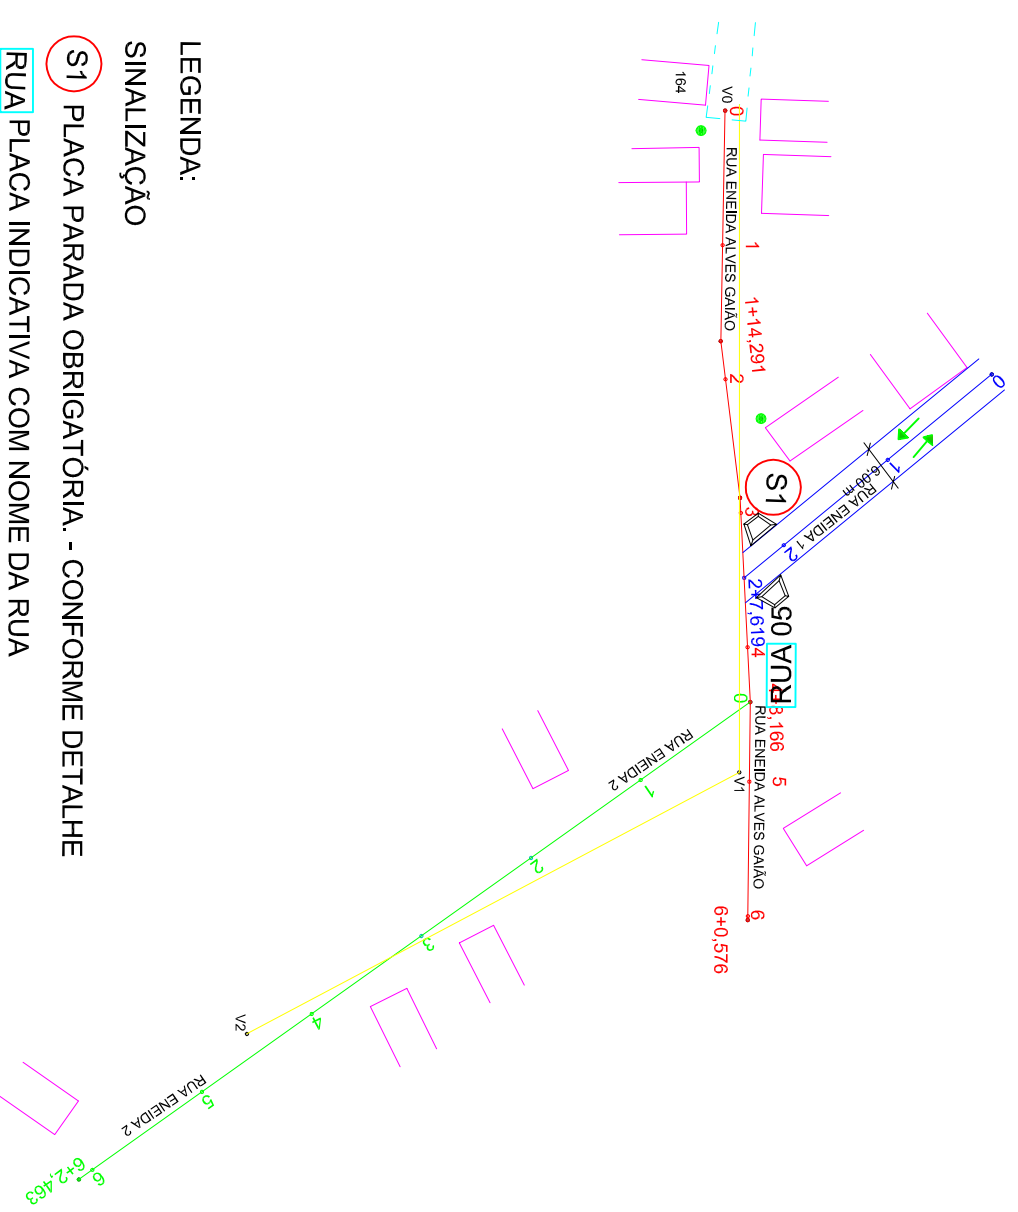 LEGENDA:
SINALIZAÇÃO
S1 PLACA PARADA OBRIGATÓRIA. - CONFORME DETALHE
RUA PLACA INDICATIVA COM NOME DA RUA
164
V0
0
RUA ENEIDA ALVES GAIÃO
1
1+14,291
2
S1
3
0
1
6,00 m
RUA ENEIDA 1
2
2+7,619
4
RUA 05
0
RUA ENEIDA ALVES GAIÃO
V1
5
6
6+0,576
RUA ENEIDA 2
1
2
3
4
V2
5
RUA ENEIDA 2
6
6+2,463